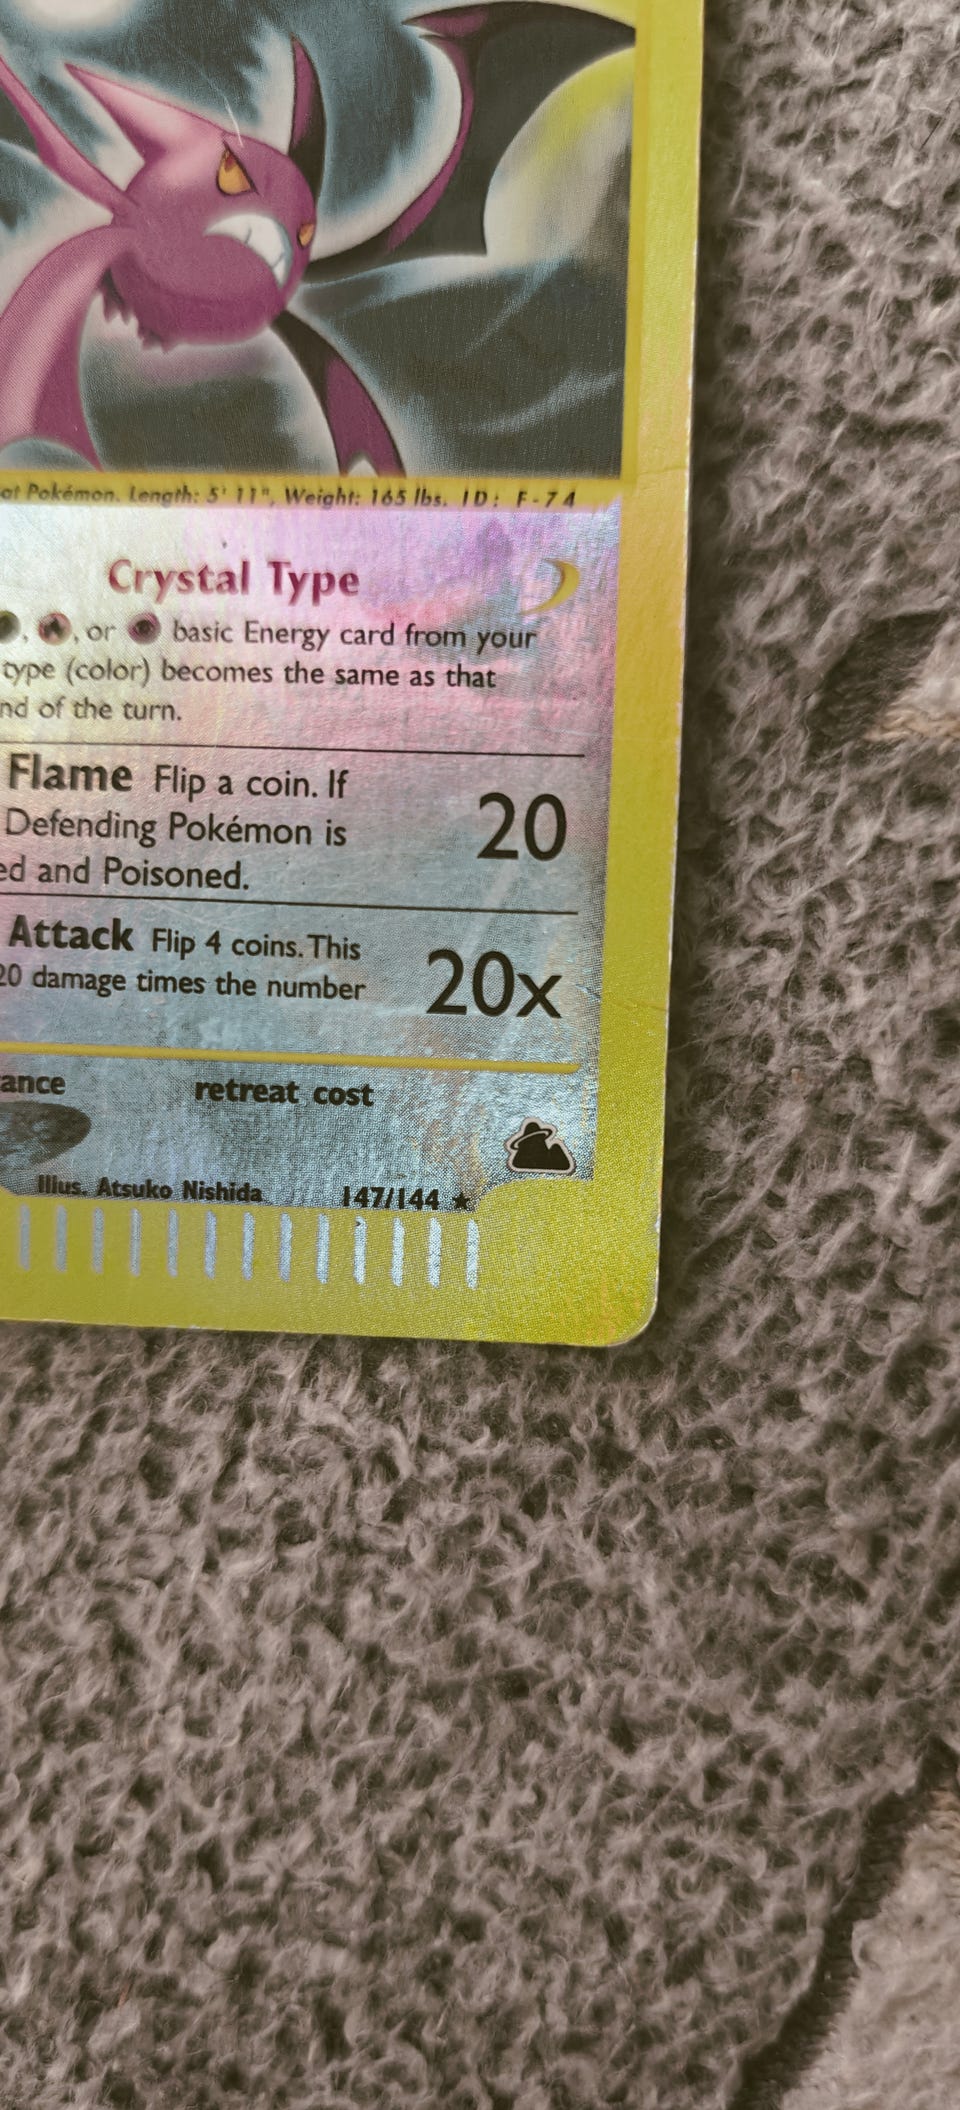 at Pokémon. Length: 5' 11", Weight: 165 lbs. ID: F-74
Crystal Type
, or basic Energy card from your
type (color) becomes the same as that
nd of the turn.
Flame Flip a coin. If
Defending Pokémon is
ed and Poisoned.
20
Attack Flip 4 coins. This
20 damage times the number
20x
ance retreat cost
Illus. Atsuko Nishida 147/144 ★